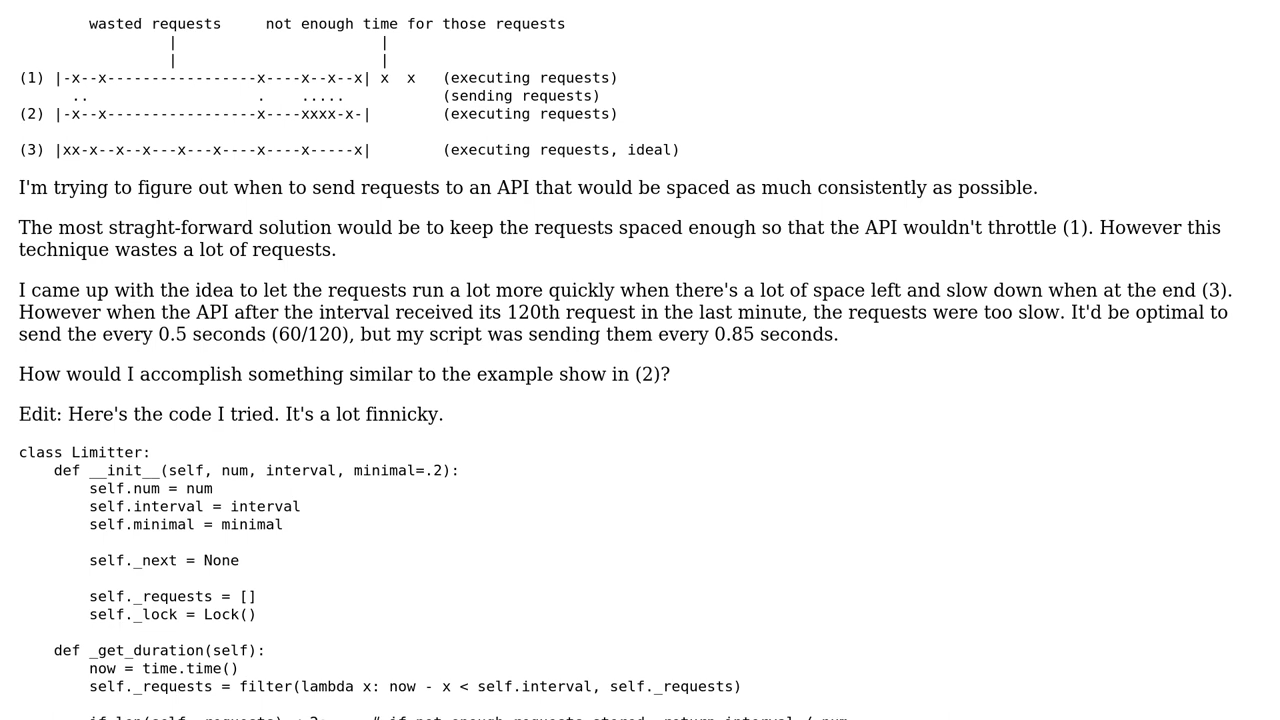 wasted requests     not enough time for those requests
                 |                       |
                 |                       |
(1) |-x--x-----------------x----x--x--x| x  x   (executing requests)
      ..                   .    .....           (sending requests)
(2) |-x--x-----------------x----xxxx-x-|        (executing requests)
(3) |xx-x--x--x---x---x----x----x-----x|        (executing requests, ideal)
I'm trying to figure out when to send requests to an API that would be spaced as much consistently as possible.
The most straght-forward solution would be to keep the requests spaced enough so that the API wouldn't throttle (1). However this
technique wastes a lot of requests.
I came up with the idea to let the requests run a lot more quickly when there's a lot of space left and slow down when at the end (3).
However when the API after the interval received its 120th request in the last minute, the requests were too slow. It'd be optimal to
send the every 0.5 seconds (60/120), but my script was sending them every 0.85 seconds.
How would I accomplish something similar to the example show in (2)?
Edit: Here's the code I tried. It's a lot finnicky.
class Limitter:
    def __init__(self, num, interval, minimal=.2):
        self.num = num
        self.interval = interval
        self.minimal = minimal
        self._next = None
        self._requests = []
        self._lock = Lock()
    def _get_duration(self):
        now = time.time()
        self._requests = filter(lambda x: now - x < self.interval, self._requests)